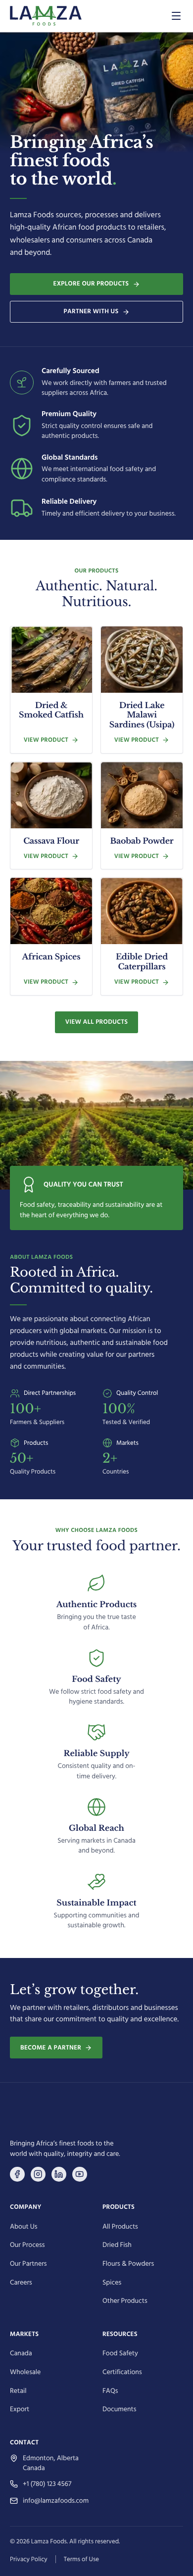 LAMZA
FOODS
LAMZA
FOODS
Bringing Africa's
finest foods
to the world.
Lamza Foods sources, processes and delivers
high-quality African food products to retailers,
wholesalers and consumers across Canada
and beyond.
EXPLORE OUR PRODUCTS →
PARTNER WITH US →
Carefully Sourced
We work directly with farmers and trusted
suppliers across Africa.
Premium Quality
Strict quality control ensures safe and
authentic products.
Global Standards
We meet international food safety and
compliance standards.
Reliable Delivery
Timely and efficient delivery to your business.
OUR PRODUCTS
Authentic. Natural.
Nutritious.
Dried &
Smoked Catfish
VIEW PRODUCT →
Dried Lake
Malawi
Sardines (Usipa)
VIEW PRODUCT →
Cassava Flour
VIEW PRODUCT →
Baobab Powder
VIEW PRODUCT →
African Spices
VIEW PRODUCT →
Edible Dried
Caterpillars
VIEW PRODUCT →
VIEW ALL PRODUCTS
QUALITY YOU CAN TRUST
Food safety, traceability and sustainability are at
the heart of everything we do.
ABOUT LAMZA FOODS
Rooted in Africa.
Committed to quality.
We are passionate about connecting African
producers with global markets. Our mission is to
provide nutritious, authentic and sustainable food
products while creating value for our partners
and communities.
Direct Partnerships
100+
Farmers & Suppliers
Quality Control
100%
Tested & Verified
Products
50+
Quality Products
Markets
2+
Countries
WHY CHOOSE LAMZA FOODS
Your trusted food partner.
Authentic Products
Bringing you the true taste
of Africa.
Food Safety
We follow strict food safety and
hygiene standards.
Reliable Supply
Consistent quality and on-
time delivery.
Global Reach
Serving markets in Canada
and beyond.
Sustainable Impact
Supporting communities and
sustainable growth.
Let's grow together.
We partner with retailers, distributors and businesses
that share our commitment to quality and excellence.
BECOME A PARTNER →
Bringing Africa's finest foods to the
world with quality, integrity and care.
COMPANY
About Us
Our Process
Our Partners
Careers
PRODUCTS
All Products
Dried Fish
Flours & Powders
Spices
Other Products
MARKETS
Canada
Wholesale
Retail
Export
RESOURCES
Food Safety
Certifications
FAQs
Documents
CONTACT
Edmonton, Alberta
Canada
+1 (780) 123 4567
info@lamzafoods.com
© 2026 Lamza Foods. All rights reserved.
Privacy Policy
Terms of Use